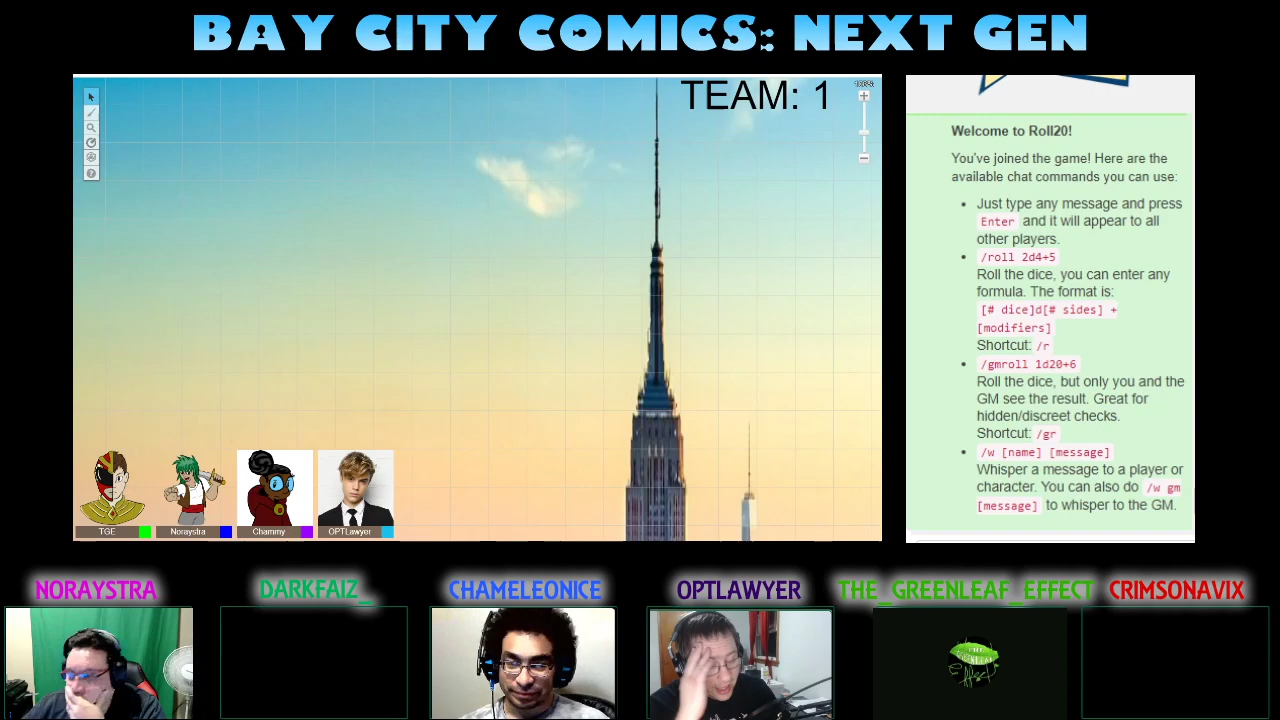 BAY CITY COMICS: NEXT GEN
TEAM: 1
TGE
Noraystra
Chammy
OPTLawyer
Welcome to Roll20!
You've joined the game! Here are the
available chat commands you can use:
Just type any message and press
Enter and it will appear to all
other players.
/roll 2d4+5
Roll the dice, you can enter any
formula. The format is:
[# dice]d[# sides] +
[modifiers]
Shortcut: /r
/gmroll 1d20+6
Roll the dice, but only you and the
GM see the result. Great for
hidden/discreet checks.
Shortcut: /gr
/w [name] [message]
Whisper a message to a player or
character. You can also do /w gm
[message] to whisper to the GM.
NORAYSTRA
DARKFAIZ_
CHAMELEONICE
OPTLAWYER
THE_GREENLEAF_EFFECT
CRIMSONAVIX
THE
GREENLEAF
Effect